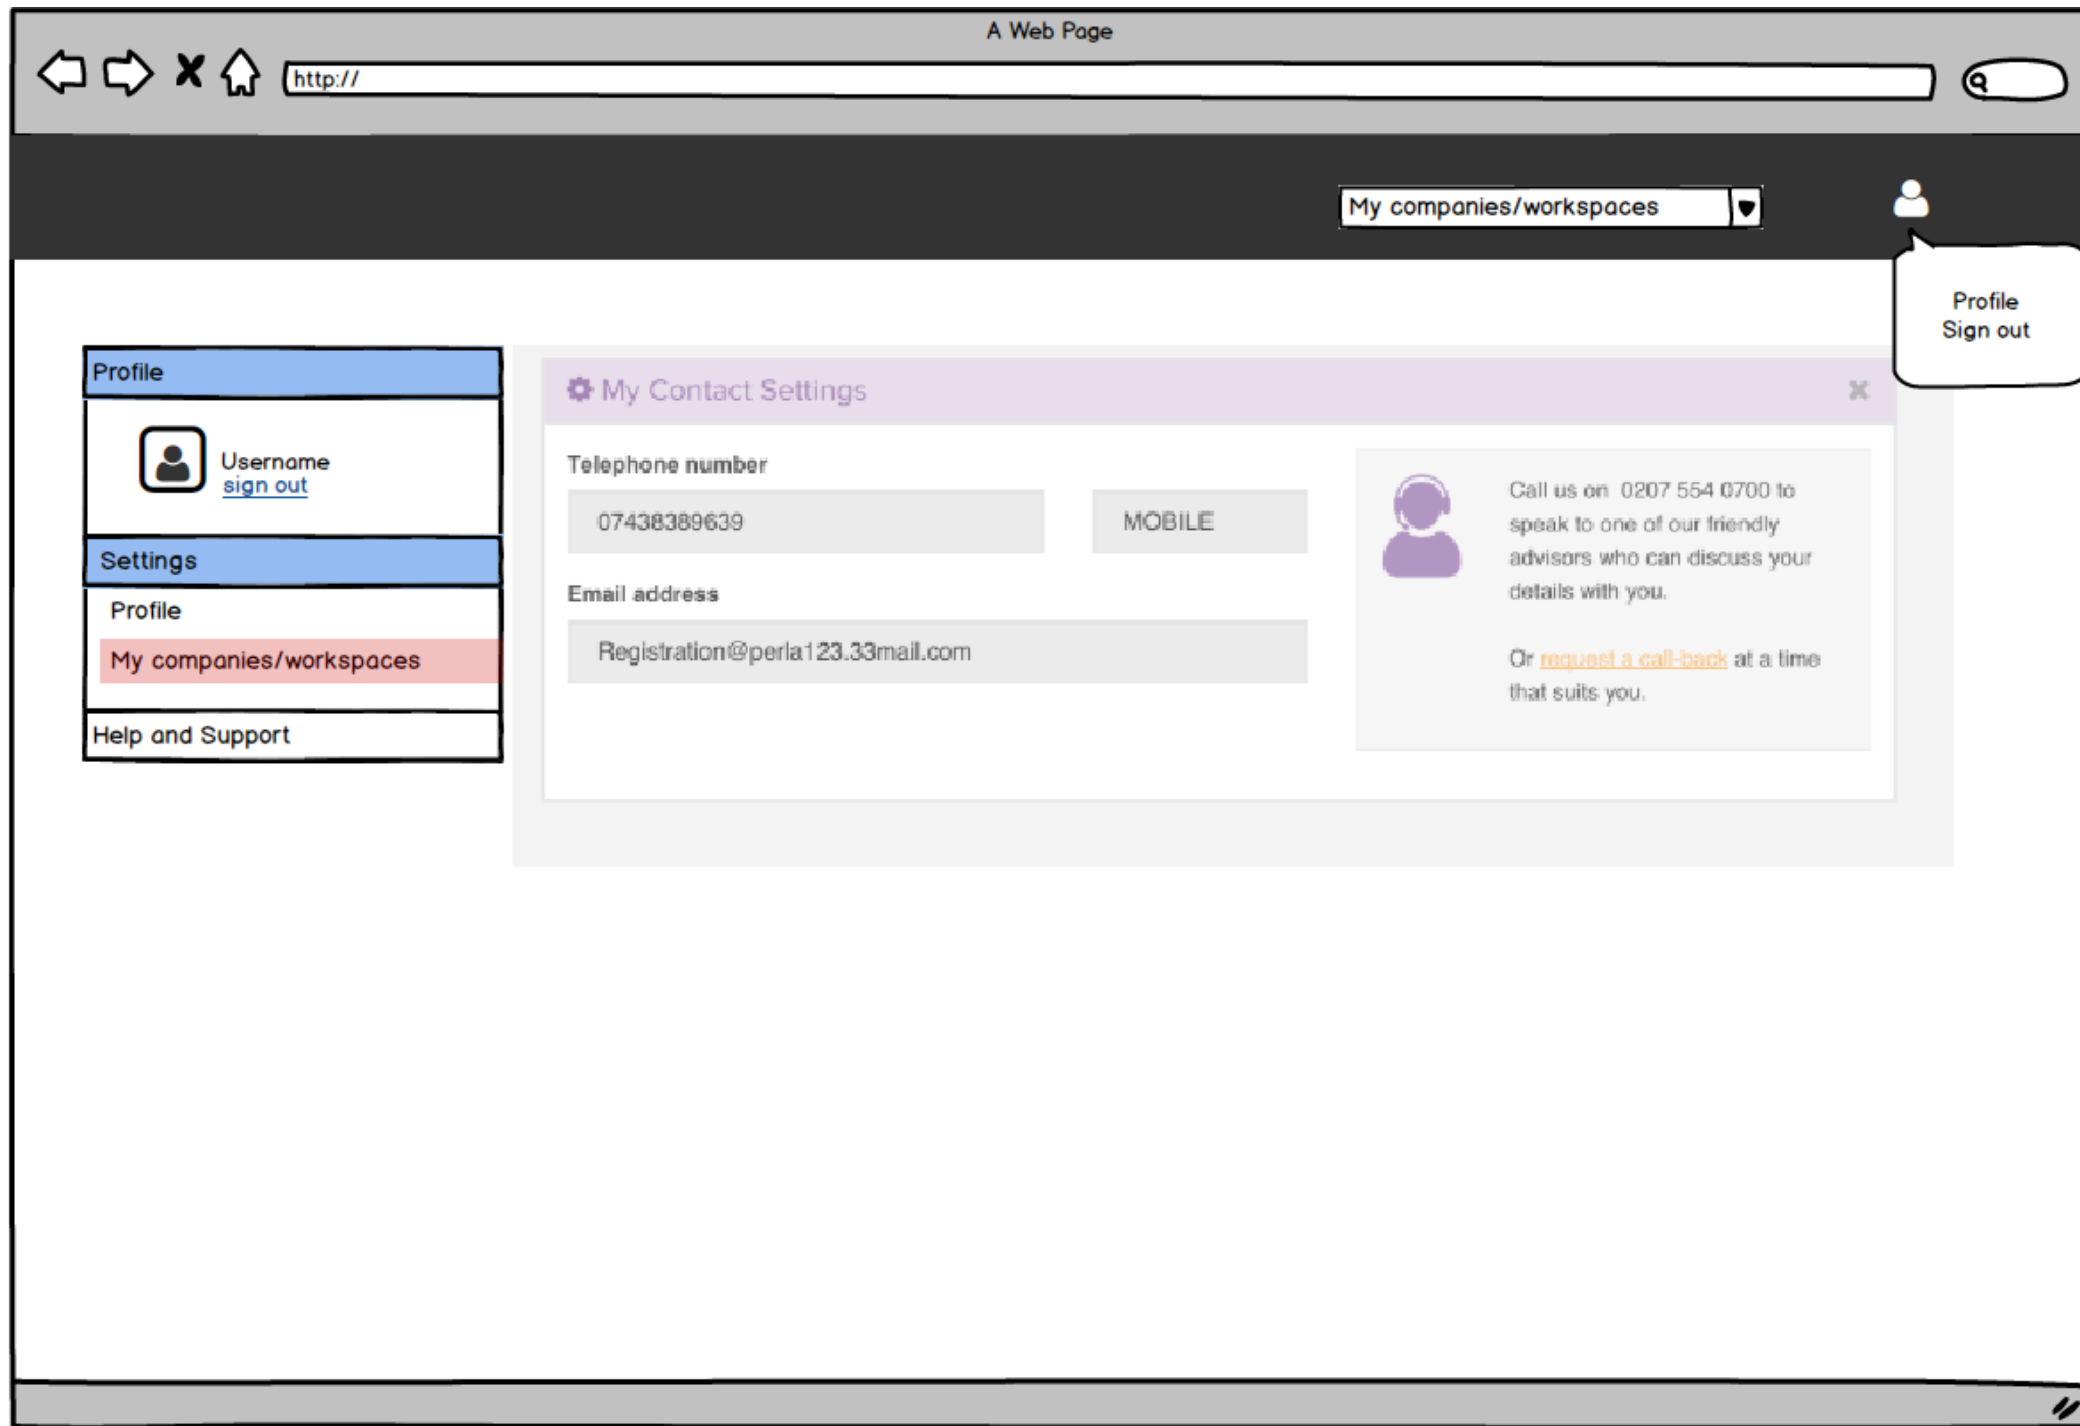 A Web Page
http://
My companies/workspaces
Profile
Sign out
Profile
Username
sign out
Settings
Profile
My companies/workspaces
Help and Support
My Contact Settings
Telephone number
07438389639
MOBILE
Email address
Registration@perla123.33mail.com
Call us on 0207 554 0700 to
speak to one of our friendly
advisors who can discuss your
details with you.
Or request a call-back at a time
that suits you.